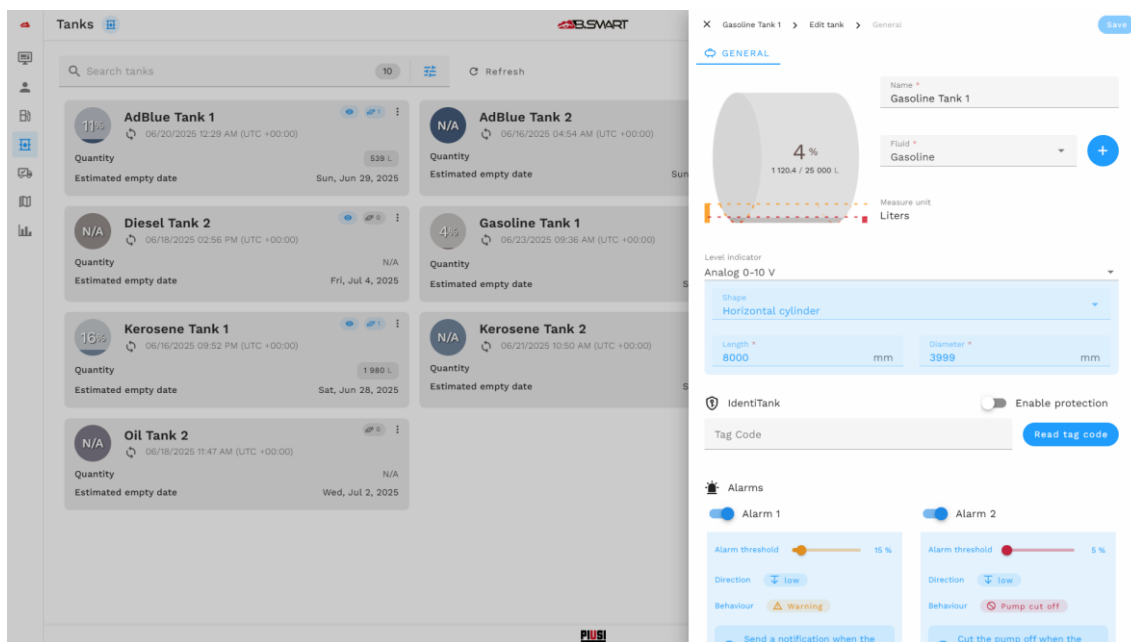 Tanks
B.SMART
Search tanks
10
Refresh
11%
AdBlue Tank 1
1
06/20/2025 12:29 AM (UTC +00:00)
Quantity
539 L
Estimated empty date
Sun, Jun 29, 2025
N/A
AdBlue Tank 2
06/16/2025 04:54 AM (UTC +00:00)
Quantity
Estimated empty date
Sun
N/A
Diesel Tank 2
0
06/18/2025 02:56 PM (UTC +00:00)
Quantity
N/A
Estimated empty date
Fri, Jul 4, 2025
4%
Gasoline Tank 1
06/23/2025 09:36 AM (UTC +00:00)
Quantity
Estimated empty date
S
16%
Kerosene Tank 1
1
06/16/2025 09:52 PM (UTC +00:00)
Quantity
1 980 L
Estimated empty date
Sat, Jun 28, 2025
N/A
Kerosene Tank 2
06/21/2025 10:50 AM (UTC +00:00)
Quantity
Estimated empty date
S
N/A
Oil Tank 2
0
06/18/2025 11:47 AM (UTC +00:00)
Quantity
N/A
Estimated empty date
Wed, Jul 2, 2025
PIUSI
Gasoline Tank 1 > Edit tank > General
Save
GENERAL
4 %
1 120.4 / 25 000 L
Name *
Gasoline Tank 1
Fluid *
Gasoline
Measure unit
Liters
Level indicator
Analog 0-10 V
Shape
Horizontal cylinder
Length *
8000 mm
Diameter *
3999 mm
IdentiTank
Enable protection
Tag Code
Read tag code
Alarms
Alarm 1
Alarm threshold
15 %
Direction
low
Behaviour
Warning
Send a notification when the
Alarm 2
Alarm threshold
5 %
Direction
low
Behaviour
Pump cut off
Cut the pump off when the